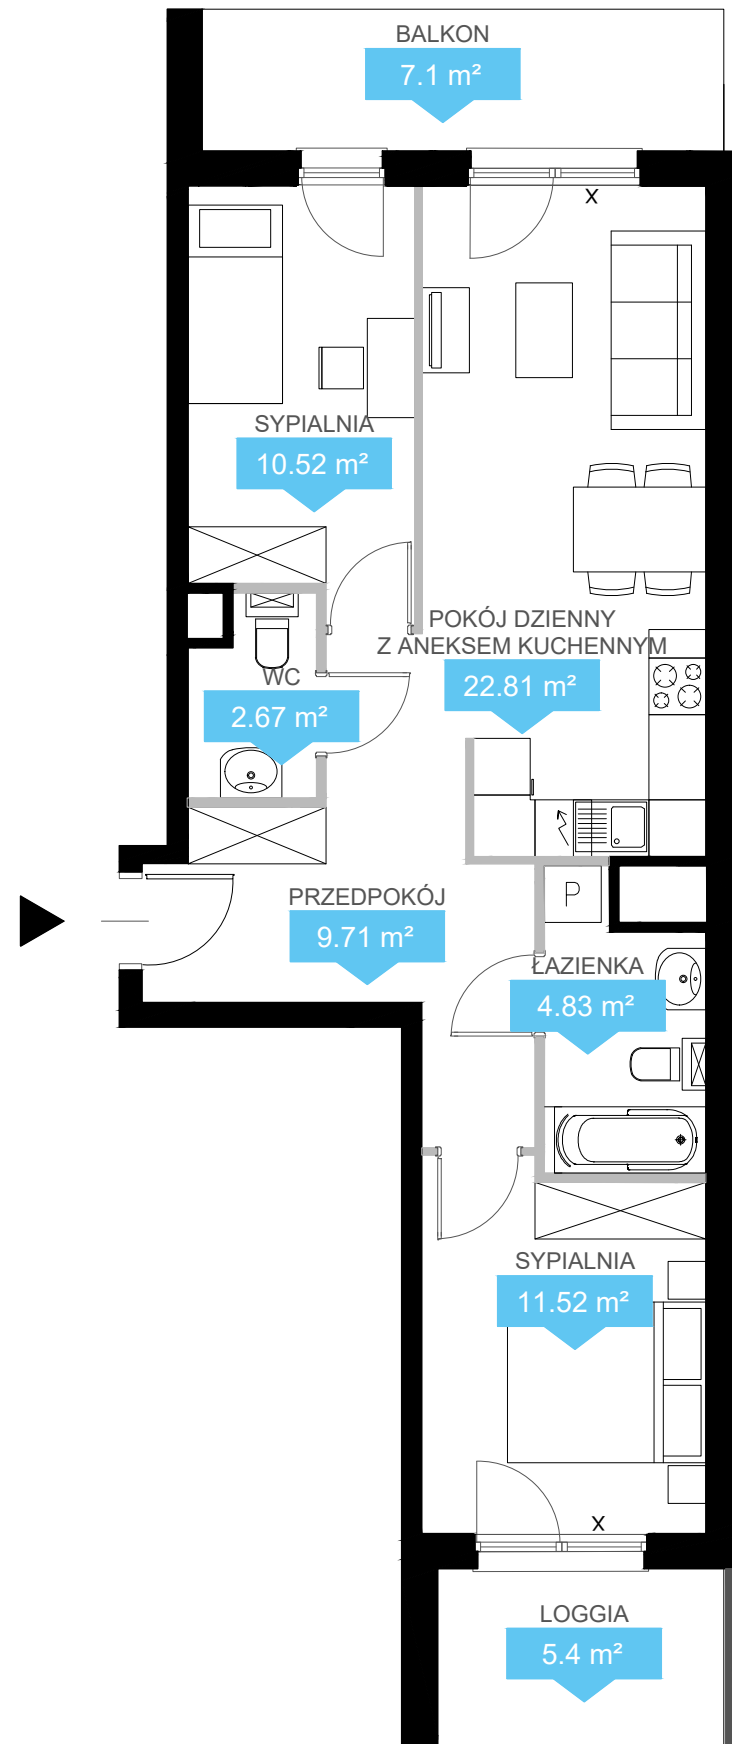 BALKON
7.1 m²
X
SYPIALNIA
10.52 m²
POKÓJ DZIENNY
Z ANEKSEM KUCHENNYM
22.81 m²
WC
2.67 m²
PRZEDPOKÓJ
9.71 m²
P
ŁAZIENKA
4.83 m²
SYPIALNIA
11.52 m²
X
LOGGIA
5.4 m²